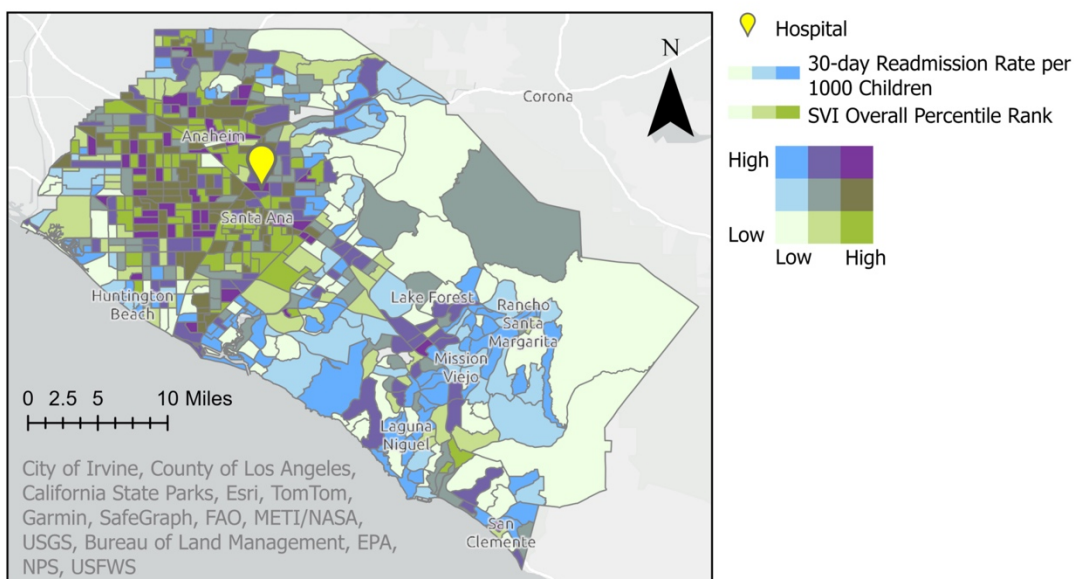 N
Corona
Anaheim
Santa Ana
Huntington
Beach
Lake Forest
Rancho
Santa
Margarita
Mission
Viejo
Laguna
Niguel
San
Clemente
0 2.5 5 10 Miles
City of Irvine, County of Los Angeles,
California State Parks, Esri, TomTom,
Garmin, SafeGraph, FAO, METI/NASA,
USGS, Bureau of Land Management, EPA,
NPS, USFWS
Hospital
30-day Readmission Rate per
1000 Children
SVI Overall Percentile Rank
High
Low
Low High